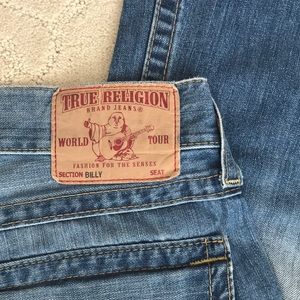 TRUE RELIGION
BRAND JEANS®
WORLD TOUR
FASHION FOR THE SENSES
SECTION BILLY SEAT